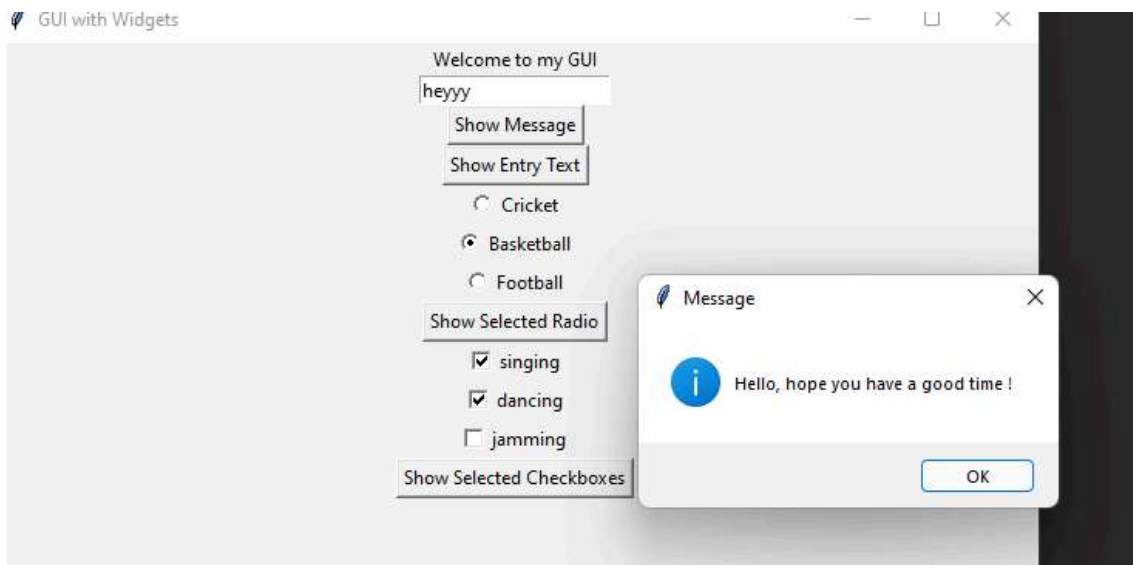 GUI with Widgets
Welcome to my GUI
heyyy
Show Message
Show Entry Text
Cricket
Basketball
Football
Show Selected Radio
singing
dancing
jamming
Show Selected Checkboxes
Message
Hello, hope you have a good time !
OK